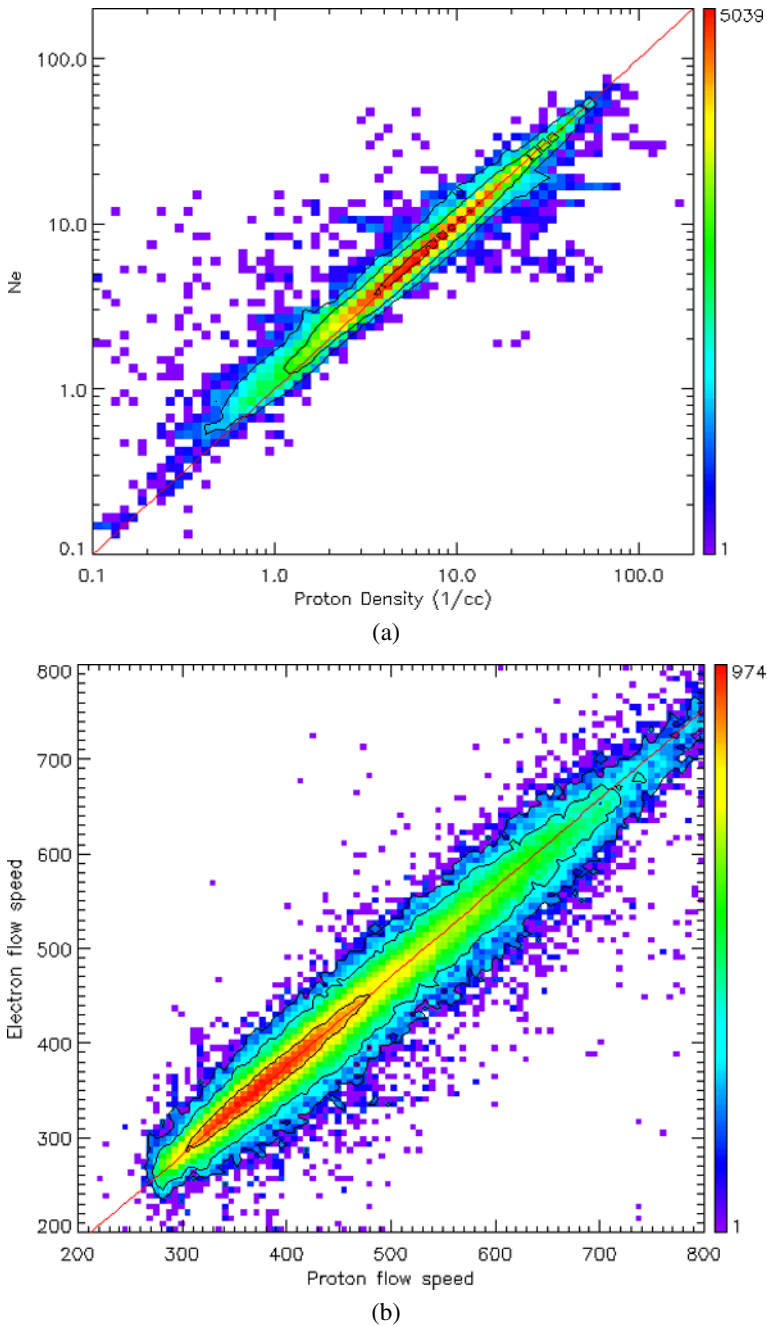 5039
100.0
10.0
Ne
1.0
0.1
1
0.1 1.0 10.0 100.0
Proton Density (1/cc)
(a)
800
974
700
600
500
Electron flow speed
400
300
200
1
200 300 400 500 600 700 800
Proton flow speed
(b)